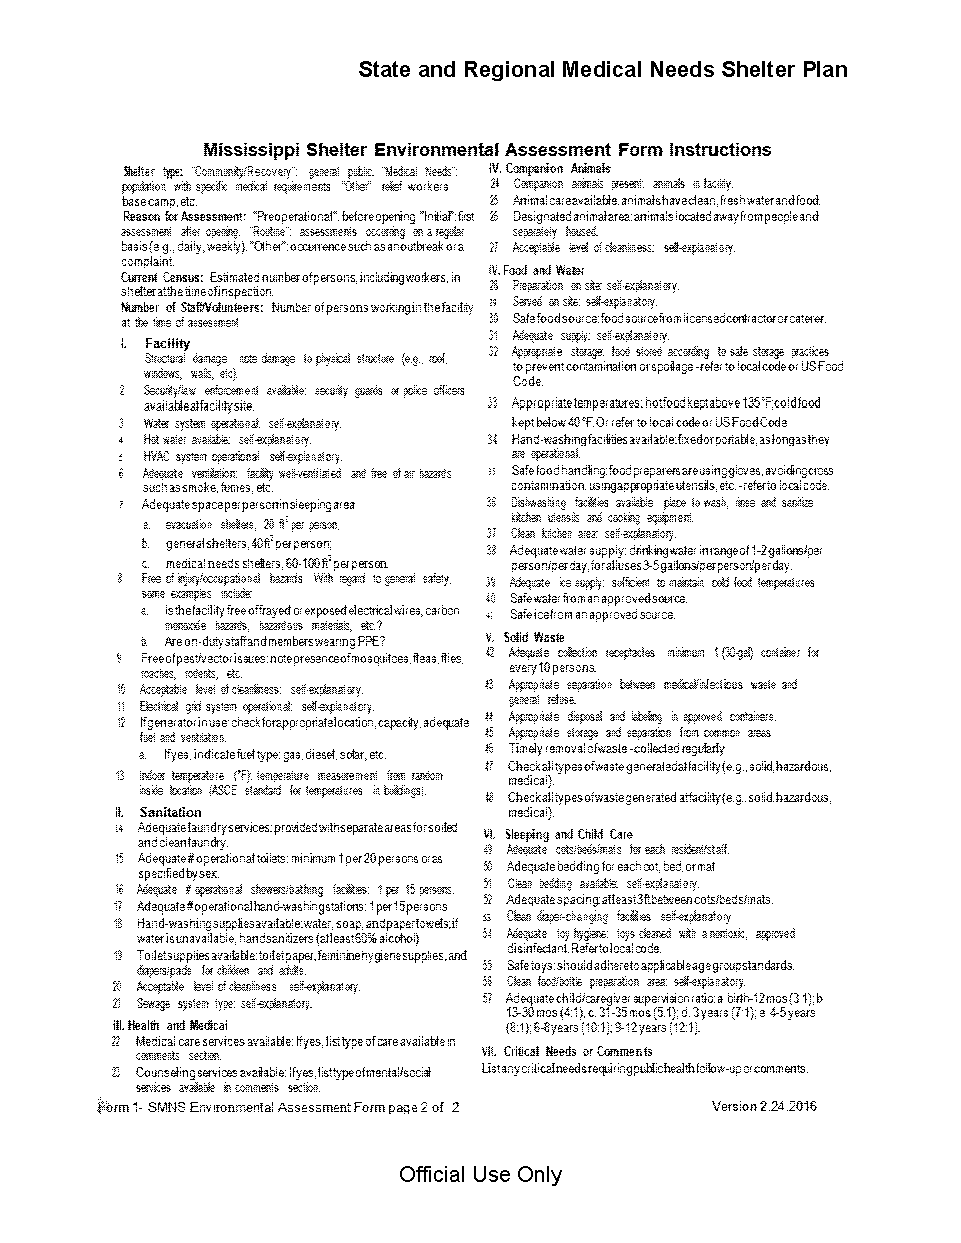 State and Regional Medical Needs Shelter Plan
Mississippi Shelter Environmental Assessment Form Instructions
Shelter type: "Community/Recovery": general public. "Medical Needs":
population with specific medical requirements "Other" relief workers
base camp, etc.
Reason for Assessment: "Preoperational": before opening "Initial": first
assessment after opening. "Routine": assessments occurring on a regular
basis (e.g., daily, weekly). "Other": occurrence such as an outbreak or a
complaint.
Current Census: Estimated number of persons, including workers, in
shelter at the time of inspection.
Number of Staff/Volunteers: Number of persons working in the facility
at the time of assessment
I. Facility
Structural damage note damage to physical structure (e.g., roof,
windows, walls, etc).
2 Security/law enforcement available: security guards or police officers
available at facility site.
3 Water system operational. self-explanatory.
4 Hot water available: self-explanatory.
5 HVAC system operational self-explanatory.
6 Adequate ventilation: facility well-ventilated and free of air hazards
such as smoke, fumes, etc.
7 Adequate space per person in sleeping area
a. evacuation shelters, 20 ft² per person,
b. general shelters, 40 ft² per person;
c. medical needs shelters, 60-100 ft² per person.
8 Free of injury/occupational hazards With regard to general safety,
some examples include:
a. is the facility free of frayed or exposed electrical wires, carbon
monoxide hazards, hazardous materials, etc.?
b. Are on-duty staff and members wearing PPE?
9 Free of pest/vector issues: note presence of mosquitoes, fleas, flies,
roaches, rodents, etc.
10 Acceptable level of cleanliness: self-explanatory.
11 Electrical grid system operational: self-explanatory.
12 If generator in use: check for appropriate location, capacity, adequate
fuel and ventilation.
a. If yes, indicate fuel type: gas, diesel, solar, etc.
13 Indoor temperature (°F): temperature measurement from random
inside location (ASCE standard for temperatures in buildings).
II. Sanitation
14 Adequate laundry services: provided with separate areas for soiled
and clean laundry.
15 Adequate # operational toilets: minimum 1 per 20 persons or as
specified by sex.
16 Adequate # operational showers/bathing facilities: 1 per 15 persons.
17 Adequate # operational hand-washing stations: 1 per 15 persons
18 Hand-washing supplies available: water, soap, and paper towels; if
water is unavailable, hand sanitizers (at least 60% alcohol)
19 Toilet supplies available: toilet paper, feminine hygiene supplies, and
diapers/pads for children and adults.
20 Acceptable level of cleanliness self-explanatory.
21 Sewage system type: self-explanatory.
III. Health and Medical
22 Medical care services available: If yes, list type of care available in
comments section.
23 Counseling services available: If yes, list type of mental/social
services available in comments section.
IV. Companion Animals
24 Companion animals present: animals in facility.
25 Animal care available. animals have clean, fresh water and food.
26 Designated animal area: animals located away from people and
separately housed.
27 Acceptable level of cleanliness: self-explanatory.
IV. Food and Water
28 Preparation on site: self-explanatory.
29 Served on site: self-explanatory.
30 Safe food source: food source from licensed contractor or caterer.
31 Adequate supply: self-explanatory.
32 Appropriate storage: food stored according to safe storage practices
to prevent contamination or spoilage - refer to local code or US Food
Code.
33 Appropriate temperatures: hot food kept above 135°F; cold food
kept below 40°F. Or refer to local code or US Food Code
34 Hand-washing facilities available: fixed or portable, as long as they
are operational.
35 Safe food handling: food preparers are using gloves, avoiding cross
contamination. using appropriate utensils, etc. - refer to local code.
36 Dishwashing facilities available place to wash, rinse and sanitize
kitchen utensils and cooking equipment.
37 Clean kitchen area: self-explanatory.
38 Adequate water supply: drinking water in range of 1-2 gallons/per
person/per day, for all uses 3-5 gallons/per person/per day.
39 Adequate ice supply: sufficient to maintain cold food temperatures
40 Safe water from an approved source.
41 Safe ice from an approved source.
V. Solid Waste
42 Adequate collection receptacles minimum 1 (30-gal) container for
every 10 persons.
43 Appropriate separation between medical/infectious waste and
general refuse.
44 Appropriate disposal and labeling in approved containers.
45 Appropriate storage and separation from common areas
46 Timely removal of waste - collected regularly
47 Check all types of waste generated at facility (e.g., solid, hazardous,
medical).
48 Check all types of waste generated at facility (e.g.. solid. hazardous,
medical).
VI. Sleeping and Child Care
49 Adequate cots/beds/mats for each resident/staff.
50 Adequate bedding for each cot, bed, or mat
51 Clean bedding available: self-explanatory.
52 Adequate spacing: at least 3 ft between cots/beds/mats.
53 Clean diaper-changing facilities self-explanatory
54 Adequate toy hygiene: toys cleaned with a nontoxic, approved
disinfectant. Refer to local code.
55 Safe toys: should adhere to applicable age group standards.
56 Clean food/bottle preparation area: self-explanatory.
57 Adequate child/caregiver supervision ratio: a birth-12 mos (3 1); b
13-30 mos (4:1), c. 31-35 mos (5.1); d. 3 years (7:1); e 4-5 years
(8:1); 6-8 years [10:1]; 9-12 years [12:1].
VII. Critical Needs or Comments
List any critical needs requiring public health follow-up or comments.
Form 1- SMNS Environmental Assessment Form page 2 of 2
Version 2.24.2016
Official Use Only